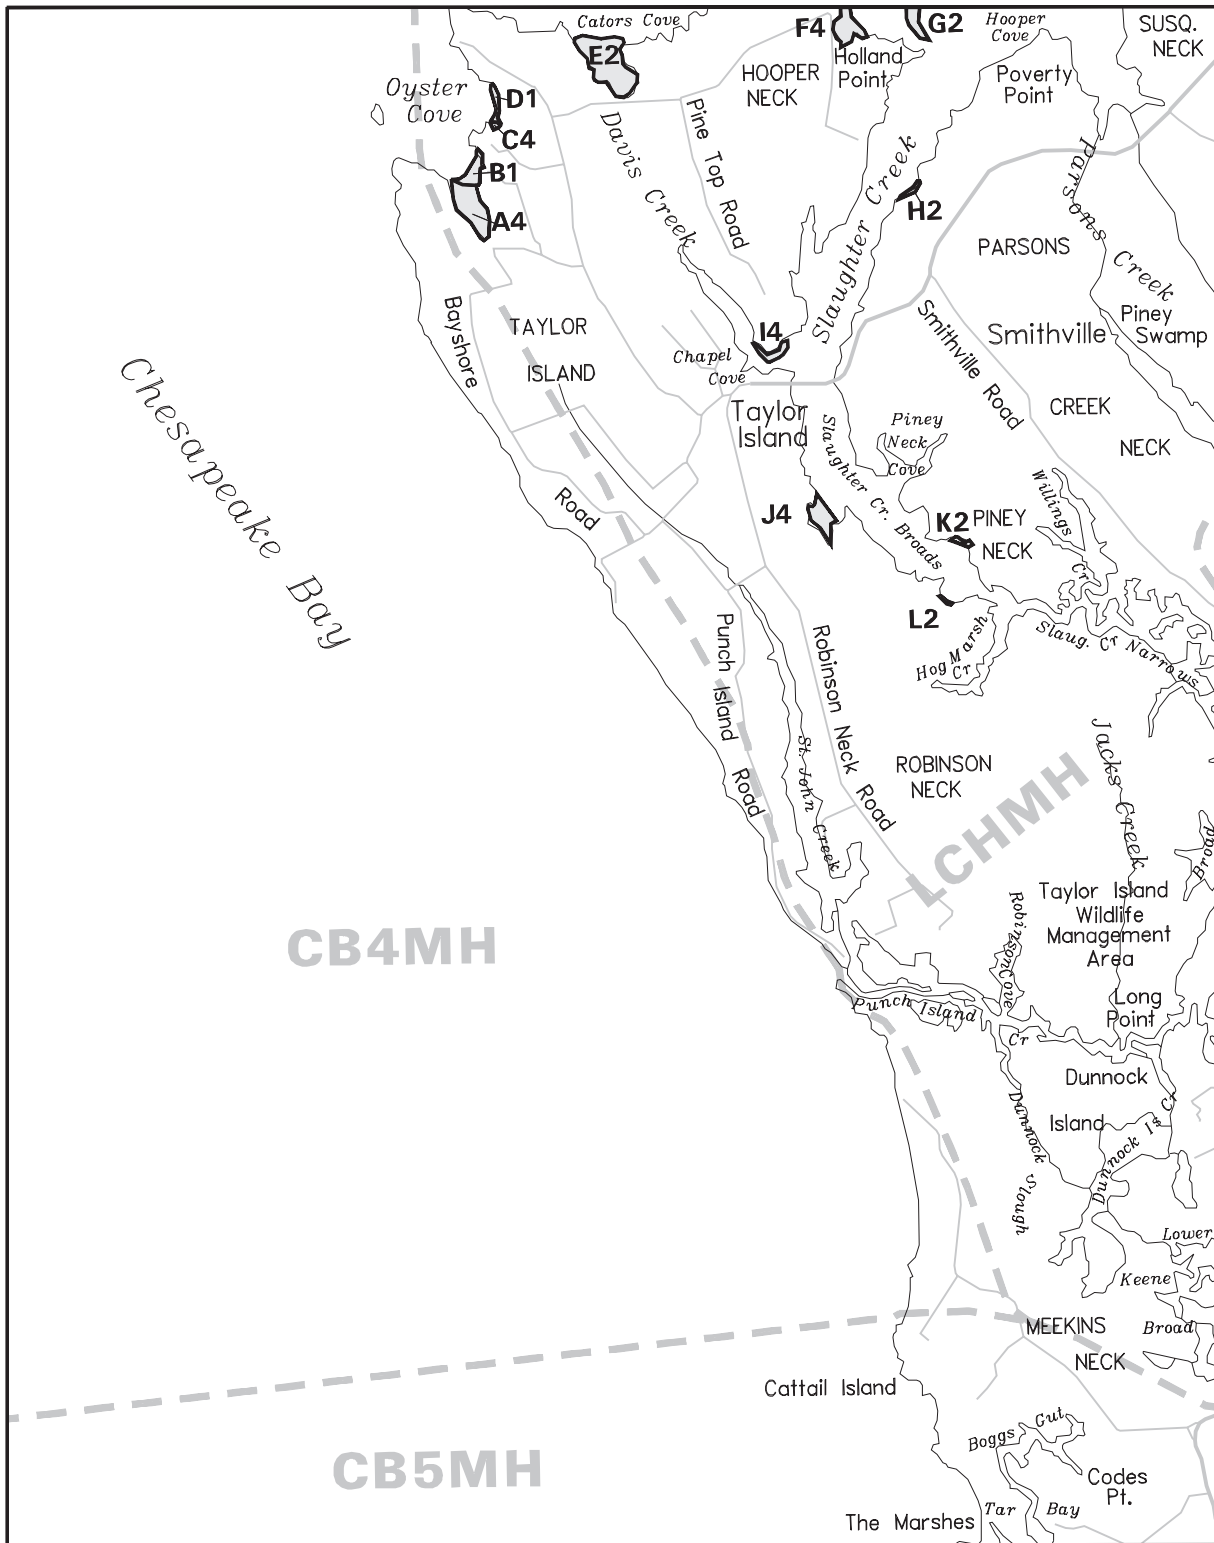 Cators Cove
F4
G2
Hooper
Cove
SUSQ.
NECK
E2
Holland
Point
HOOPER
NECK
Poverty
Point
Oyster
Cove
D1
C4
B1
A4
Davis Creek
Pine Top Road
Slaughter Creek
H2
Parsons Creek
PARSONS
Piney
Swamp
Smithville
Smithville Road
CREEK
NECK
Bayshore
Road
TAYLOR
ISLAND
I4
Chapel
Cove
Taylor
Island
Chesapeake Bay
Piney
Neck
Cove
Slaughter Cr. Broads
J4
K2
PINEY
NECK
Willings
Cr
L2
Hog Marsh
Cr
Slaug. Cr Narrows
Punch Island Road
Robinson Neck Road
St. John Creek
ROBINSON
NECK
LCHMH
Jacks Creek
Broad
Taylor Island
Wildlife
Management
Area
Robinson Cove
CB4MH
Long
Point
Punch Island
Cr
Dunnock
Island
Dunnock Is Cr
Dunnock Slough
Lower
Keene
Broad
MEEKINS
NECK
Cattail Island
CB5MH
Boggs Gut
Codes
Pt.
Tar Bay
The Marshes